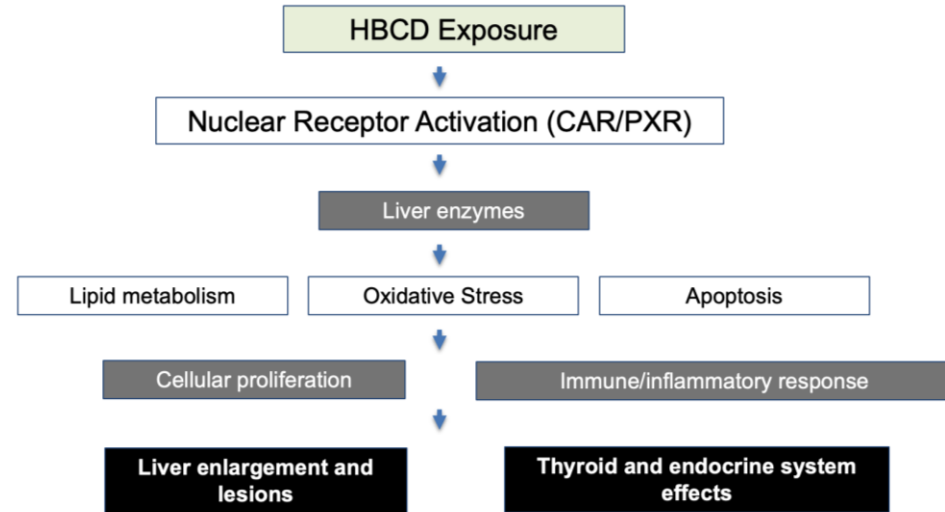 HBCD Exposure
Nuclear Receptor Activation (CAR/PXR)
Liver enzymes
Lipid metabolism
Oxidative Stress
Apoptosis
Cellular proliferation
Immune/inflammatory response
Liver enlargement and
lesions
Thyroid and endocrine system
effects